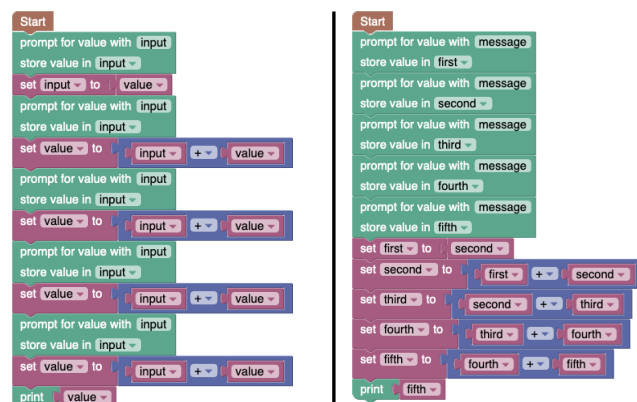 Start
prompt for value with input
store value in input
set input to value
prompt for value with input
store value in input
set value to input + value
prompt for value with input
store value in input
set value to input + value
prompt for value with input
store value in input
set value to input + value
prompt for value with input
store value in input
set value to input + value
print value
Start
prompt for value with message
store value in first
prompt for value with message
store value in second
prompt for value with message
store value in third
prompt for value with message
store value in fourth
prompt for value with message
store value in fifth
set first to second
set second to first + second
set third to second + third
set fourth to third + fourth
set fifth to fourth + fifth
print fifth